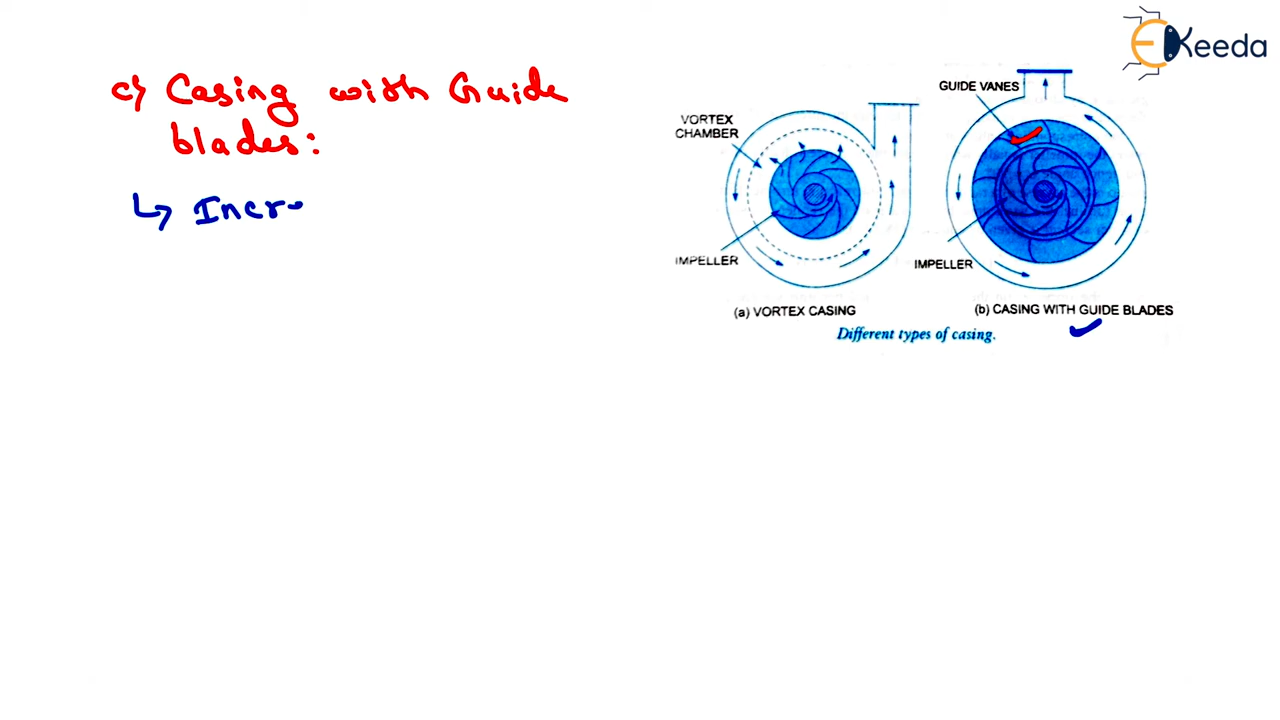 c) Casing with Guide
blades:
↳ Incre
EKeeda
GUIDE VANES
VORTEX
CHAMBER
IMPELLER
IMPELLER
(a) VORTEX CASING
(b) CASING WITH GUIDE BLADES
Different types of casing.